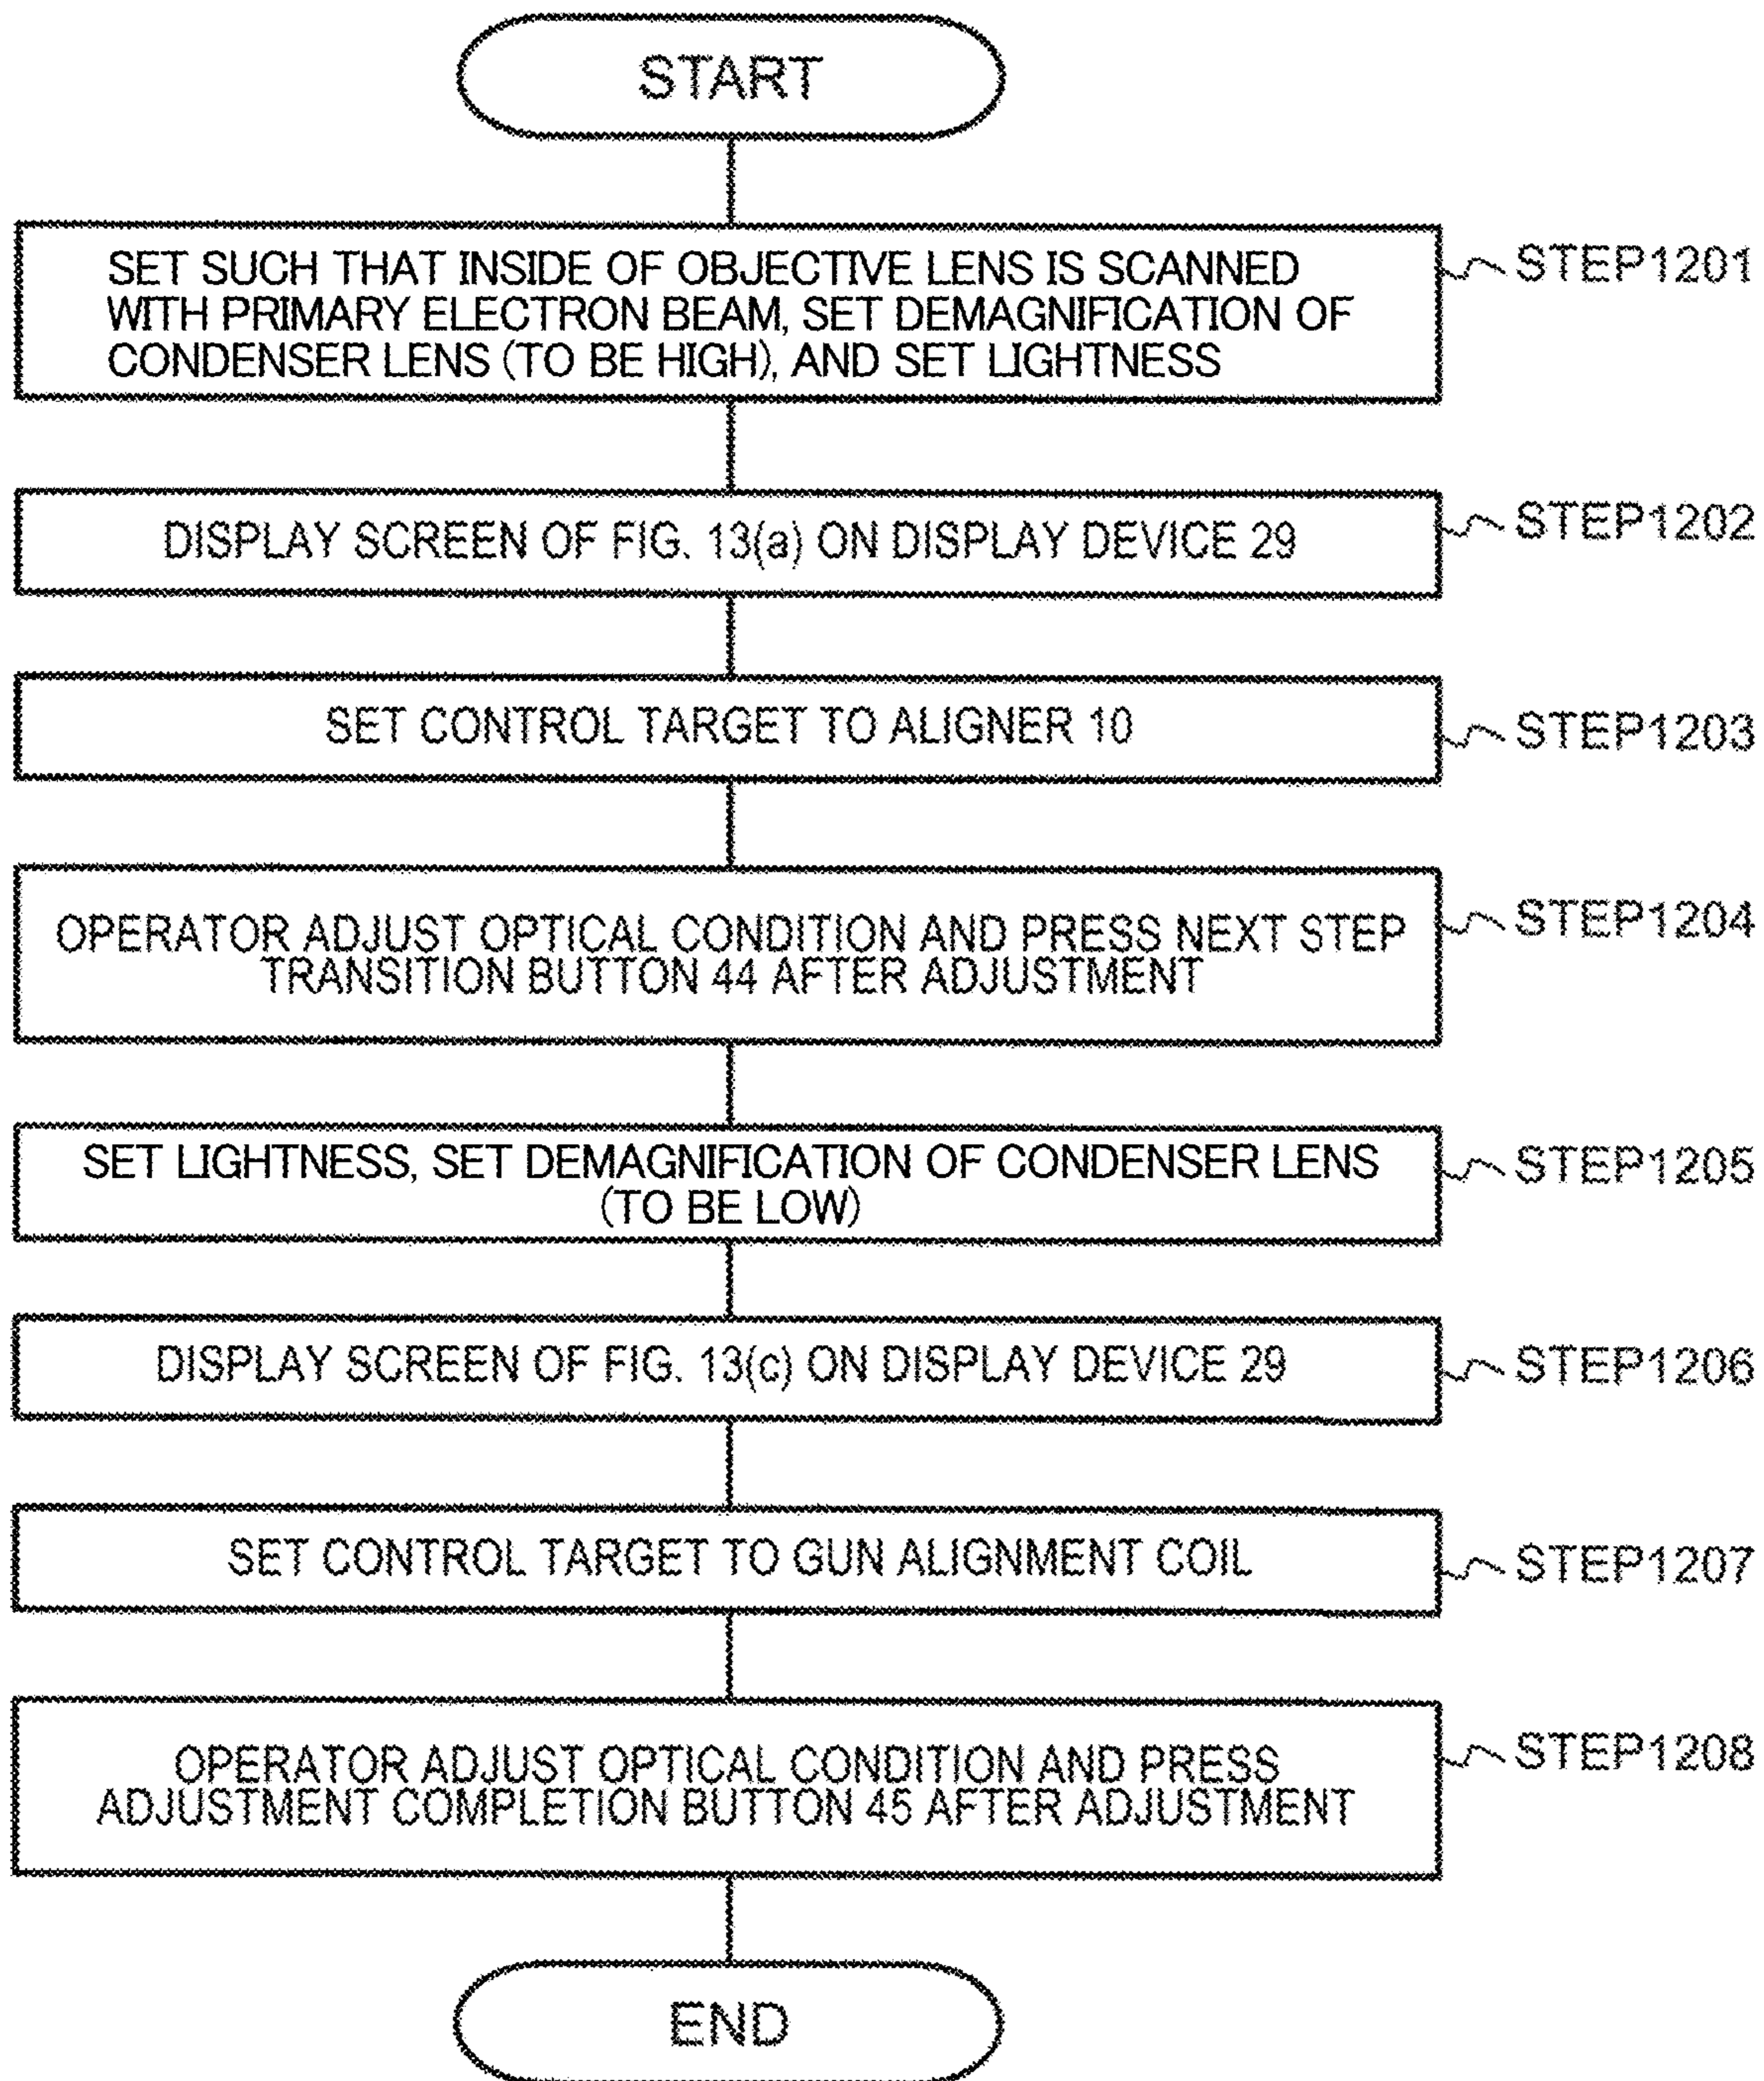 START
SET SUCH THAT INSIDE OF OBJECTIVE LENS IS SCANNED
WITH PRIMARY ELECTRON BEAM, SET DEMAGNIFICATION OF
CONDENSER LENS (TO BE HIGH), AND SET LIGHTNESS
STEP1201
DISPLAY SCREEN OF FIG. 13(a) ON DISPLAY DEVICE 29
STEP1202
SET CONTROL TARGET TO ALIGNER 10
STEP1203
OPERATOR ADJUST OPTICAL CONDITION AND PRESS NEXT STEP
TRANSITION BUTTON 44 AFTER ADJUSTMENT
STEP1204
SET LIGHTNESS, SET DEMAGNIFICATION OF CONDENSER LENS
(TO BE LOW)
STEP1205
DISPLAY SCREEN OF FIG. 13(c) ON DISPLAY DEVICE 29
STEP1206
SET CONTROL TARGET TO GUN ALIGNMENT COIL
STEP1207
OPERATOR ADJUST OPTICAL CONDITION AND PRESS
ADJUSTMENT COMPLETION BUTTON 45 AFTER ADJUSTMENT
STEP1208
END